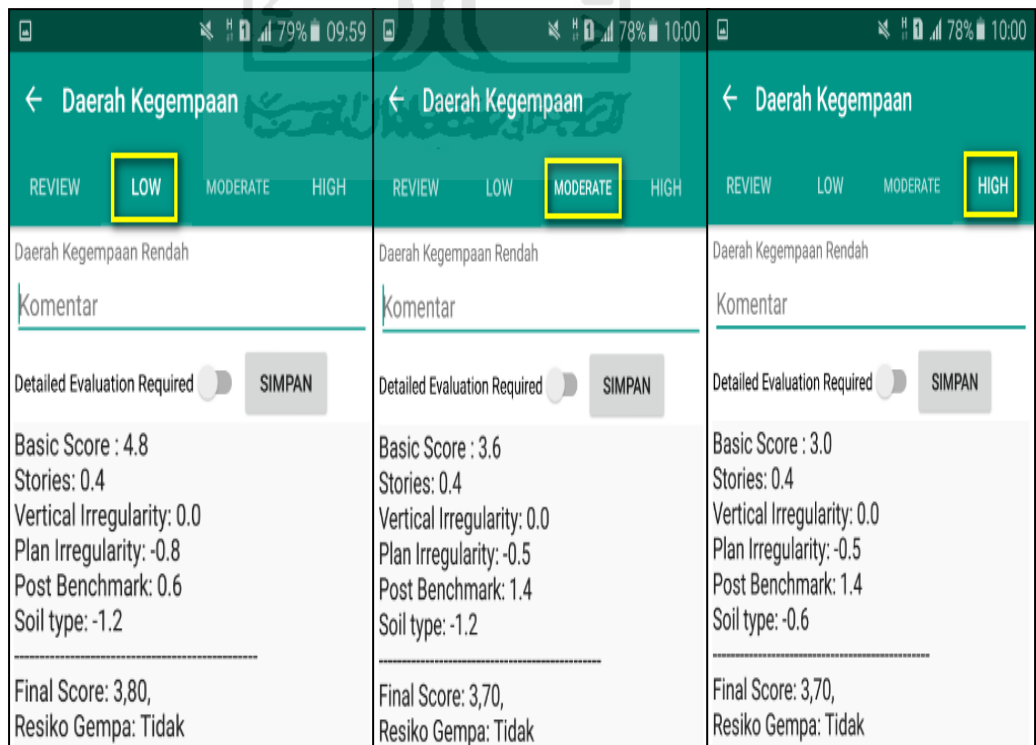 79% 09:59
← Daerah Kegempaan
REVIEW LOW MODERATE HIGH
Daerah Kegempaan Rendah
Komentar
Detailed Evaluation Required SIMPAN
Basic Score : 4.8
Stories: 0.4
Vertical Irregularity: 0.0
Plan Irregularity: -0.8
Post Benchmark: 0.6
Soil type: -1.2
------------------------------------------------
Final Score: 3,80,
Resiko Gempa: Tidak
78% 10:00
← Daerah Kegempaan
REVIEW LOW MODERATE HIGH
Daerah Kegempaan Rendah
Komentar
Detailed Evaluation Required SIMPAN
Basic Score : 3.6
Stories: 0.4
Vertical Irregularity: 0.0
Plan Irregularity: -0.5
Post Benchmark: 1.4
Soil type: -1.2
------------------------------------------------
Final Score: 3,70,
Resiko Gempa: Tidak
78% 10:00
← Daerah Kegempaan
REVIEW LOW MODERATE HIGH
Daerah Kegempaan Rendah
Komentar
Detailed Evaluation Required SIMPAN
Basic Score : 3.0
Stories: 0.4
Vertical Irregularity: 0.0
Plan Irregularity: -0.5
Post Benchmark: 1.4
Soil type: -0.6
------------------------------------------------
Final Score: 3,70,
Resiko Gempa: Tidak